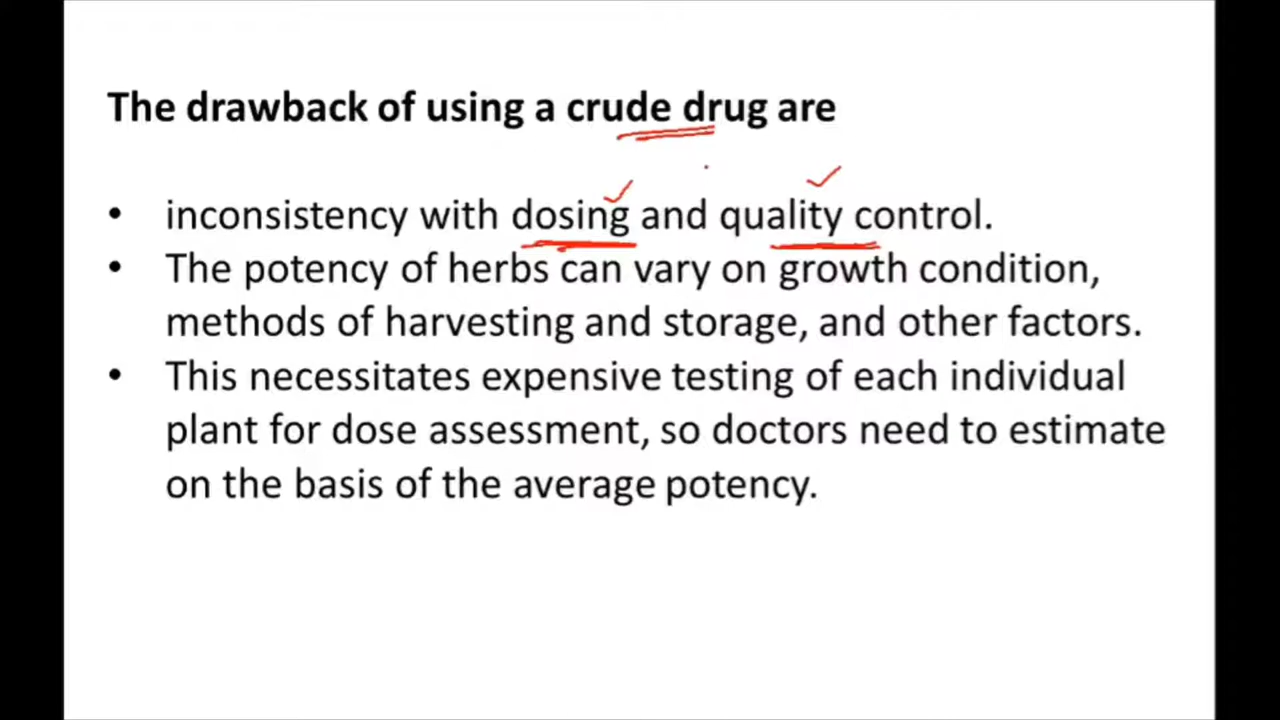 The drawback of using a crude drug are
• inconsistency with dosing and quality control.
• The potency of herbs can vary on growth condition,
methods of harvesting and storage, and other factors.
• This necessitates expensive testing of each individual
plant for dose assessment, so doctors need to estimate
on the basis of the average potency.